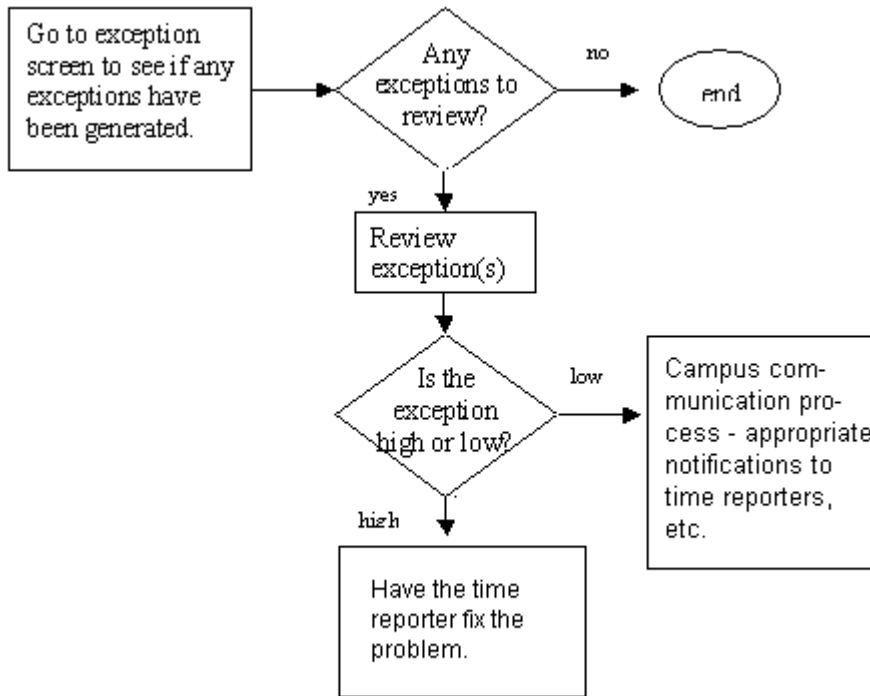 Go to exception
screen to see if any
exceptions have
been generated.
Any
exceptions to
review?
no
end
yes
Review
exception(s)
Is the
exception
high or low?
low
Campus com-
munication pro-
cess - appropriate
notifications to
time reporters,
etc.
high
Have the time
reporter fix the
problem.